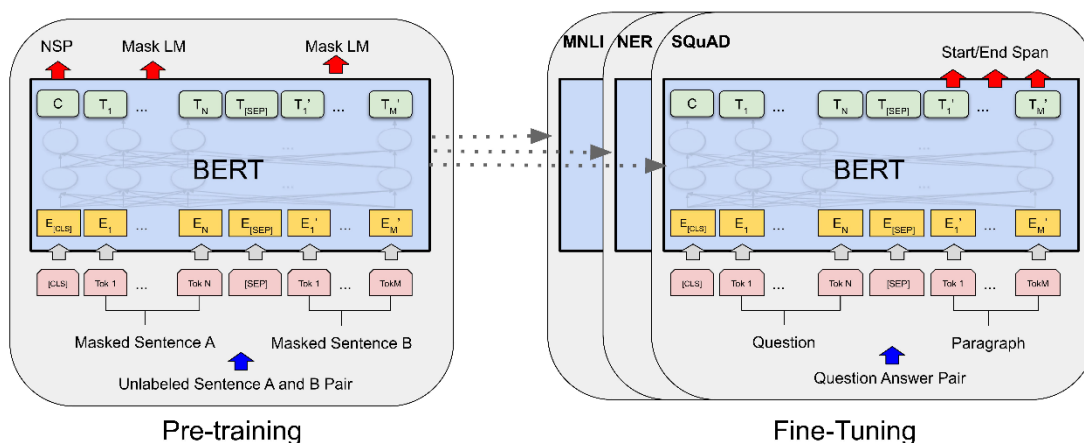 NSP Mask LM Mask LM
C T1 ... TN T[SEP] T1' ... TM'
BERT
... ...
E[CLS] E1 ... EN E[SEP] E1' ... EM'
[CLS] Tok 1 ... Tok N [SEP] Tok 1 ... TokM
Masked Sentence A Masked Sentence B
Unlabeled Sentence A and B Pair
Pre-training
MNLI NER SQuAD
Start/End Span
C T1 ... TN T[SEP] T1' ... TM'
BERT
... ...
E[CLS] E1 ... EN E[SEP] E1' ... EM'
[CLS] Tok 1 ... Tok N [SEP] Tok 1 ... TokM
Question Paragraph
Question Answer Pair
Fine-Tuning